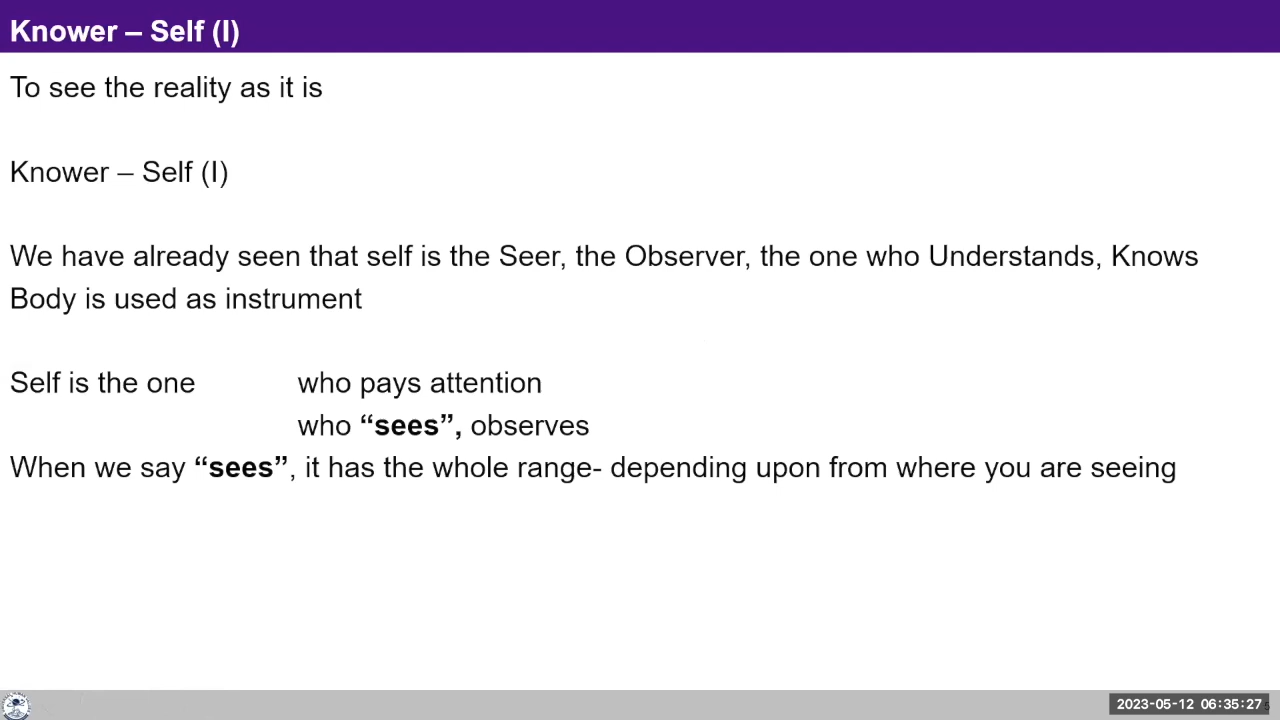 Knower – Self (I)
To see the reality as it is
Knower – Self (I)
We have already seen that self is the Seer, the Observer, the one who Understands, Knows
Body is used as instrument
Self is the one who pays attention
who “sees”, observes
When we say “sees”, it has the whole range- depending upon from where you are seeing
2023-05-12 06:35:27